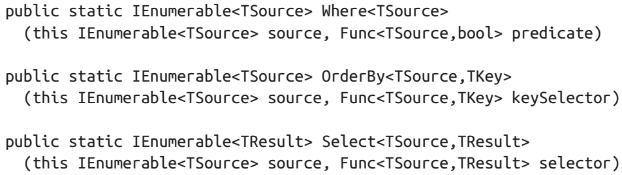 public static IEnumerable<TSource> Where<TSource>
(this IEnumerable<TSource> source, Func<TSource,bool> predicate)
public static IEnumerable<TSource> OrderBy<TSource,TKey>
(this IEnumerable<TSource> source, Func<TSource,TKey> keySelector)
public static IEnumerable<TResult> Select<TSource,TResult>
(this IEnumerable<TSource> source, Func<TSource,TResult> selector)